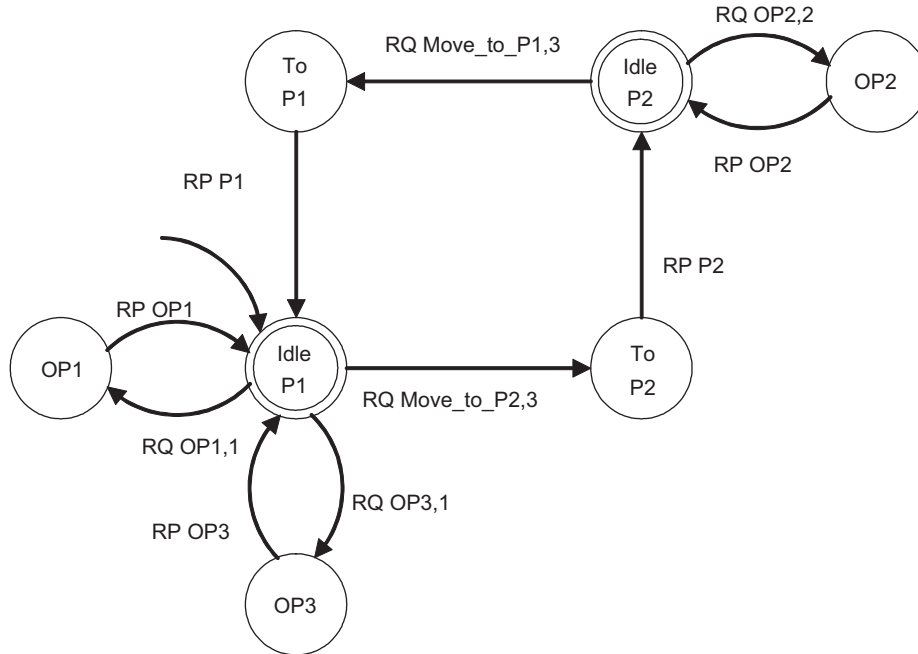 RQ OP2,2
To
P1
RQ Move_to_P1,3
Idle
P2
OP2
RP OP2
RP P1
RP P2
RP OP1
OP1
Idle
P1
To
P2
RQ Move_to_P2,3
RQ OP1,1
RQ OP3,1
RP OP3
OP3